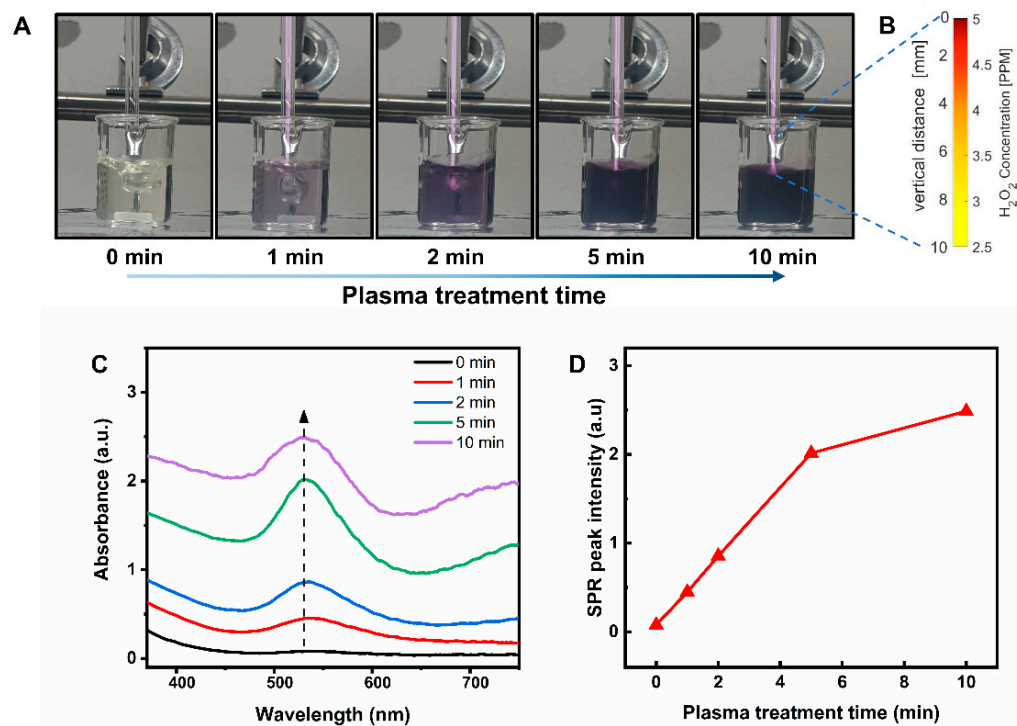 A
0 min
1 min
2 min
5 min
10 min
Plasma treatment time
B
vertical distance [mm]
0
2
4
6
8
10
5
4.5
4
3.5
3
2.5
H2O2 Concentration [PPM]
C
0 min
1 min
2 min
5 min
10 min
Absorbance (a.u.)
3
2
1
0
400 500 600 700
Wavelength (nm)
D
SPR peak intensity (a.u)
3
2
1
0
0 2 4 6 8 10
Plasma treatment time (min)